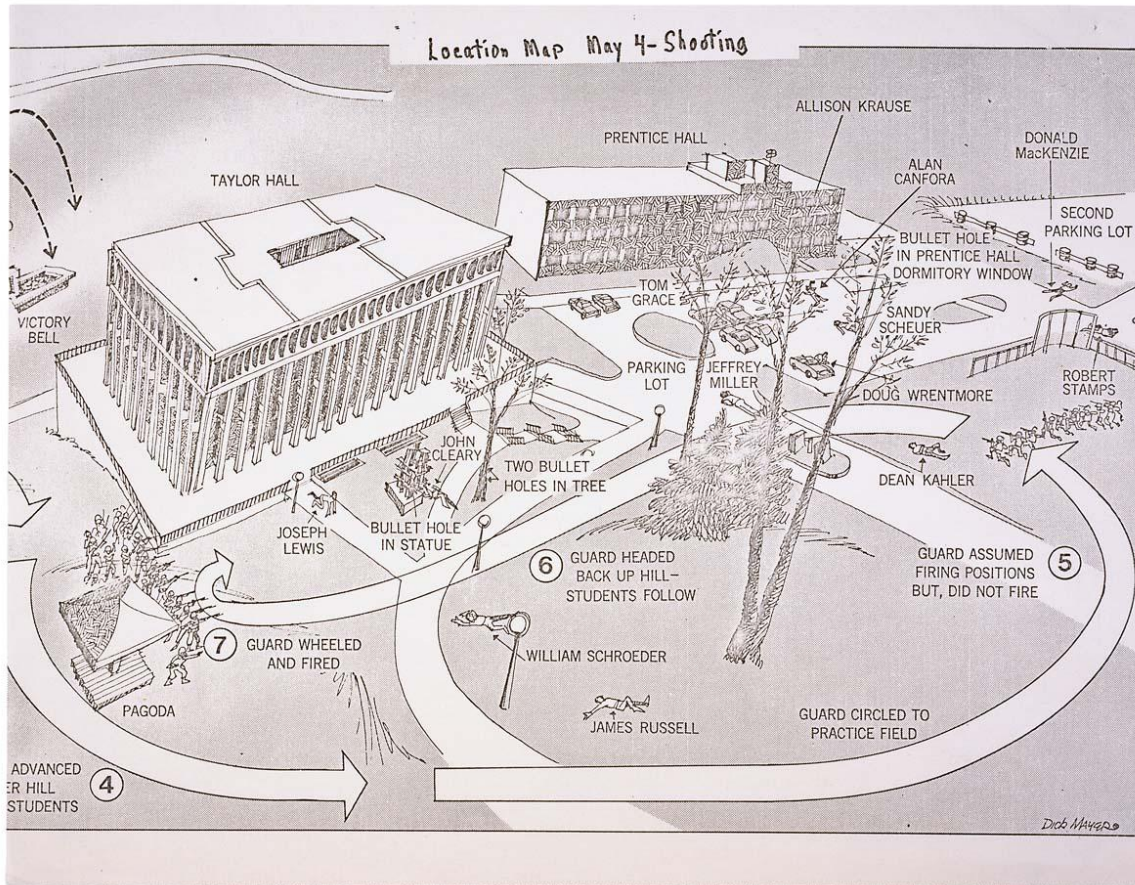 Location Map May 4-Shooting
ALLISON KRAUSE
PRENTICE HALL
DONALD
MacKENZIE
ALAN
CANFORA
TAYLOR HALL
SECOND
PARKING LOT
BULLET HOLE
IN PRENTICE HALL
DORMITORY WINDOW
TOM
GRACE
SANDY
SCHEUER
VICTORY
BELL
PARKING
LOT
JEFFREY
MILLER
DOUG WRENTMORE
ROBERT
STAMPS
JOHN
CLEARY
TWO BULLET
HOLES IN TREE
DEAN KAHLER
JOSEPH
LEWIS
BULLET HOLE
IN STATUE
6 GUARD HEADED
BACK UP HILL-
STUDENTS FOLLOW
GUARD ASSUMED
FIRING POSITIONS 5
BUT, DID NOT FIRE
7 GUARD WHEELED
AND FIRED
WILLIAM SCHROEDER
PAGODA
JAMES RUSSELL
GUARD CIRCLED TO
PRACTICE FIELD
ADVANCED
ER HILL 4
STUDENTS
Dick MAYER